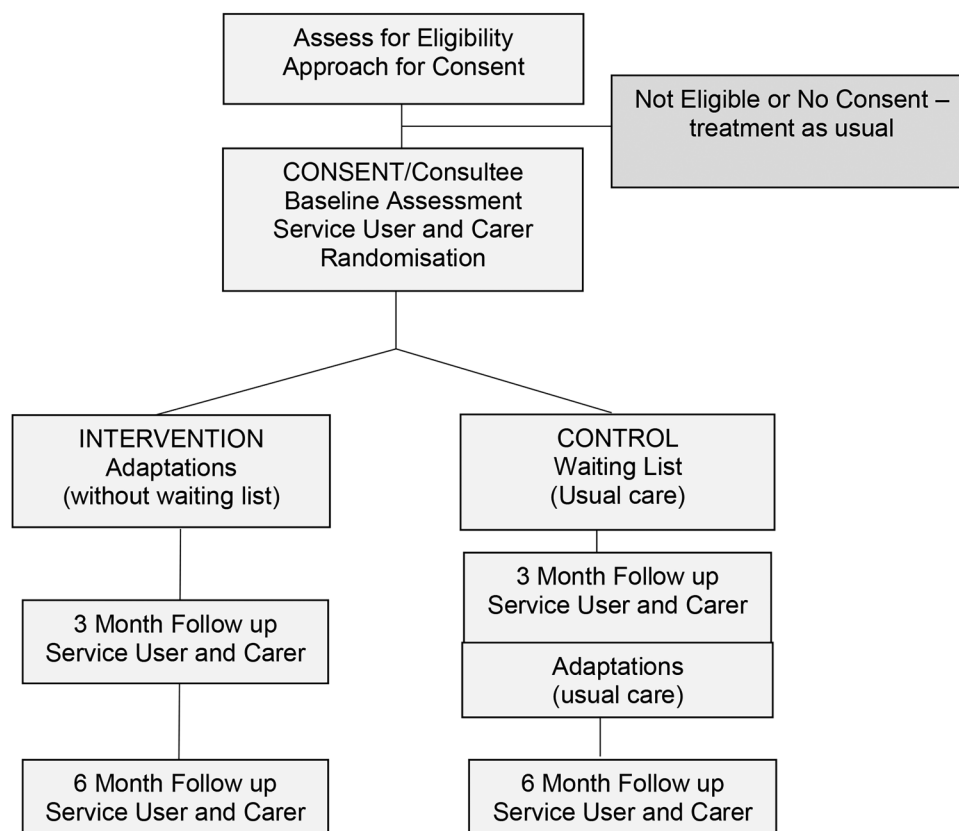 Assess for Eligibility
Approach for Consent
Not Eligible or No Consent –
treatment as usual
CONSENT/Consultee
Baseline Assessment
Service User and Carer
Randomisation
INTERVENTION
Adaptations
(without waiting list)
CONTROL
Waiting List
(Usual care)
3 Month Follow up
Service User and Carer
3 Month Follow up
Service User and Carer
Adaptations
(usual care)
6 Month Follow up
Service User and Carer
6 Month Follow up
Service User and Carer